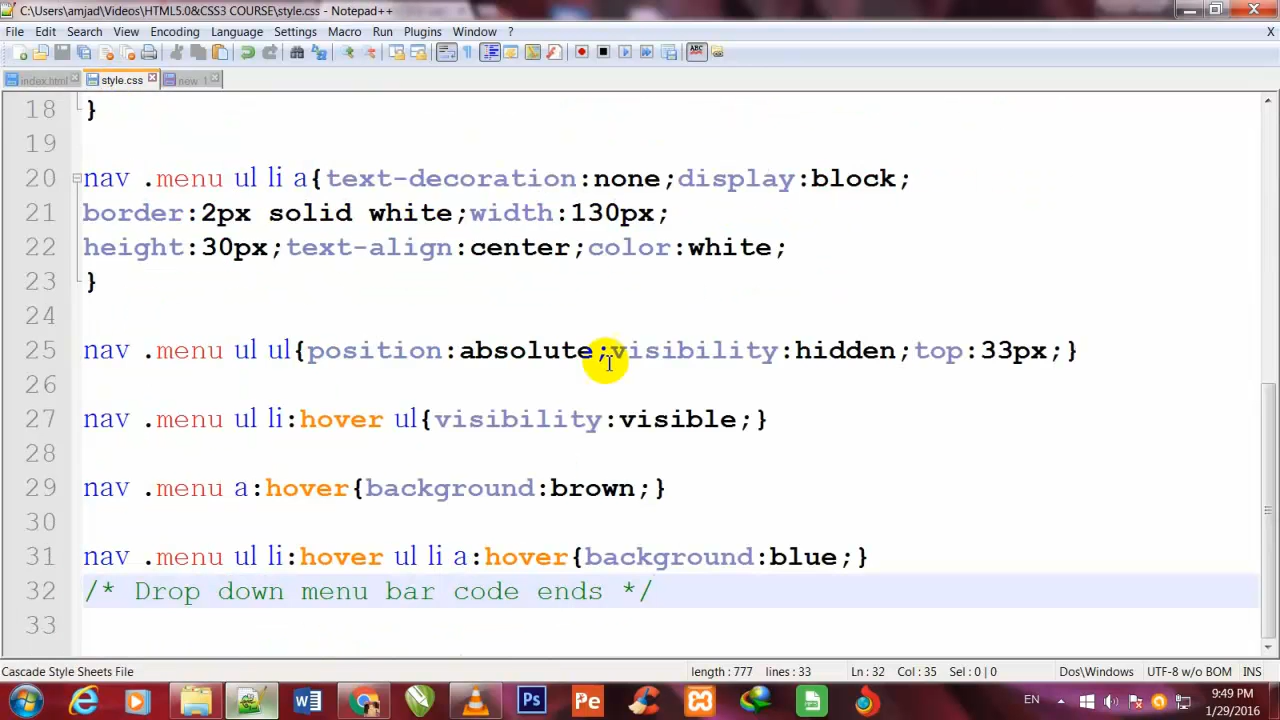 C:\Users\amjad\Videos\HTML5.0&CSS3 COURSE\style.css - Notepad++
File Edit Search View Encoding Language Settings Macro Run Plugins Window ? X
index.html style.css new 1
18 }
19
20 nav .menu ul li a{text-decoration:none;display:block;
21 border:2px solid white;width:130px;
22 height:30px;text-align:center;color:white;
23 }
24
25 nav .menu ul ul{position:absolute;visibility:hidden;top:33px;}
26
27 nav .menu ul li:hover ul{visibility:visible;}
28
29 nav .menu a:hover{background:brown;}
30
31 nav .menu ul li:hover ul li a:hover{background:blue;}
32 /* Drop down menu bar code ends */
33
Cascade Style Sheets File length : 777 lines : 33 Ln : 32 Col : 35 Sel : 0 | 0 Dos\Windows UTF-8 w/o BOM INS
Ps Pe EN 9:49 PM
1/29/2016